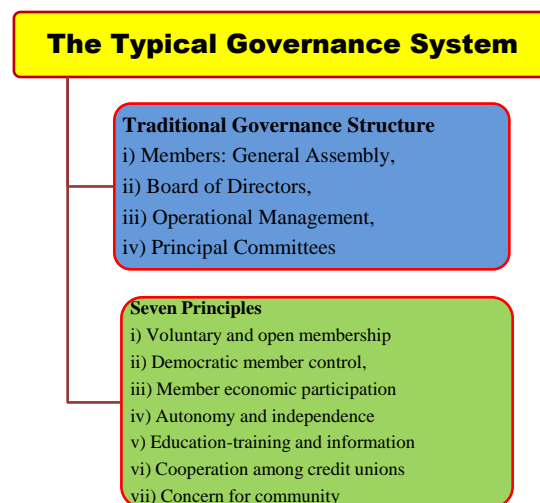 The Typical Governance System
Traditional Governance Structure
i) Members: General Assembly,
ii) Board of Directors,
iii) Operational Management,
iv) Principal Committees
Seven Principles
i) Voluntary and open membership
ii) Democratic member control,
iii) Member economic participation
iv) Autonomy and independence
v) Education-training and information
vi) Cooperation among credit unions
vii) Concern for community